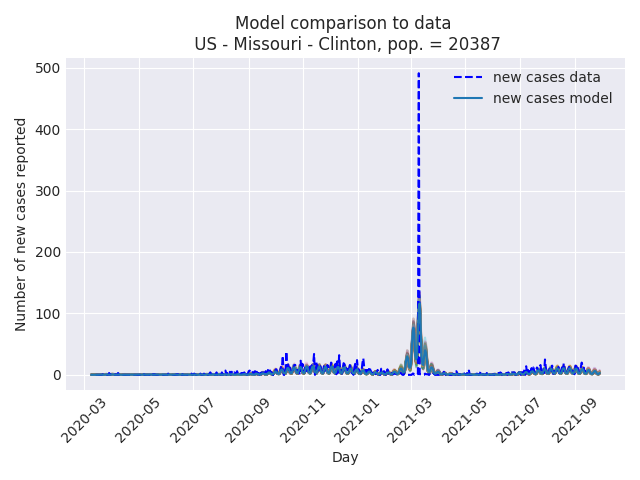 Model comparison to data
US - Missouri - Clinton, pop. = 20387
new cases data
new cases model
Number of new cases reported
500
400
300
200
100
0
2020-03
2020-05
2020-07
2020-09
2020-11
2021-01
2021-03
2021-05
2021-07
2021-09
Day